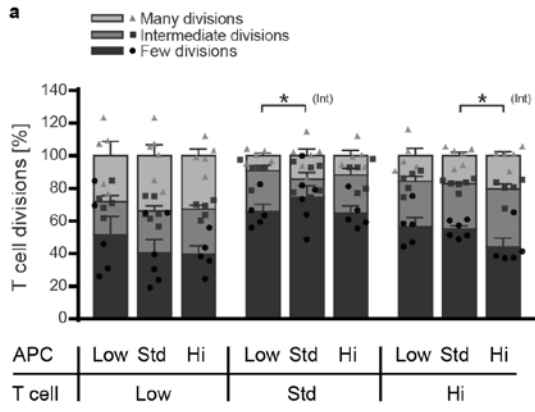 a
Many divisions
Intermediate divisions
Few divisions
T cell divisions [%]
140
120
100
80
60
40
20
0
* (Int)
* (Int)
APC Low Std Hi Low Std Hi Low Std Hi
T cell Low Std Hi